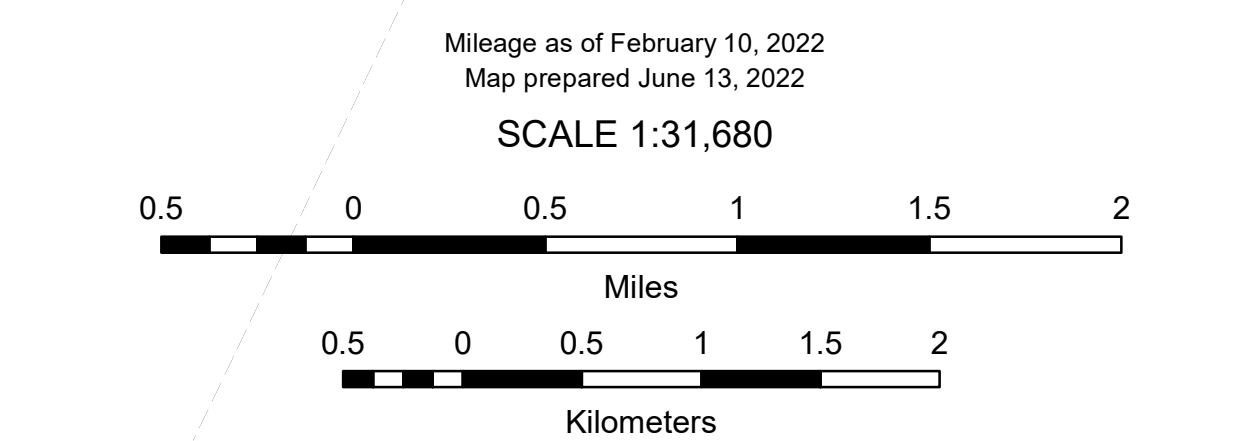 Mileage as of February 10, 2022
Map prepared June 13, 2022
SCALE 1:31,680
0.5 0 0.5 1 1.5 2
Miles
0.5 0 0.5 1 1.5 2
Kilometers